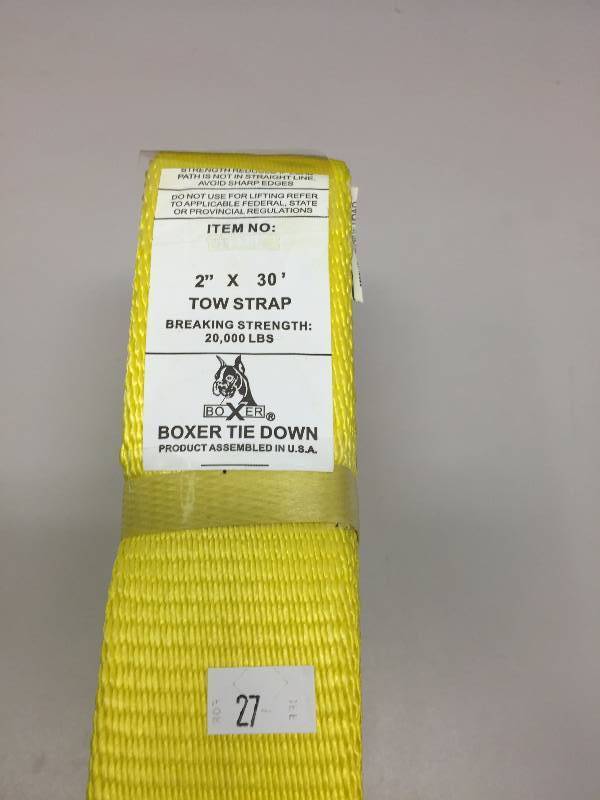 STRENGTH
PATH IS NOT IN STRAIGHT LINE.
AVOID SHARP EDGES
DO NOT USE FOR LIFTING REFER
TO APPLICABLE FEDERAL, STATE
OR PROVINCIAL REGULATIONS
ITEM NO:
2" X 30'
TOW STRAP
BREAKING STRENGTH:
20,000 LBS
BOXER®
BOXER TIE DOWN
PRODUCT ASSEMBLED IN U.S.A.
27